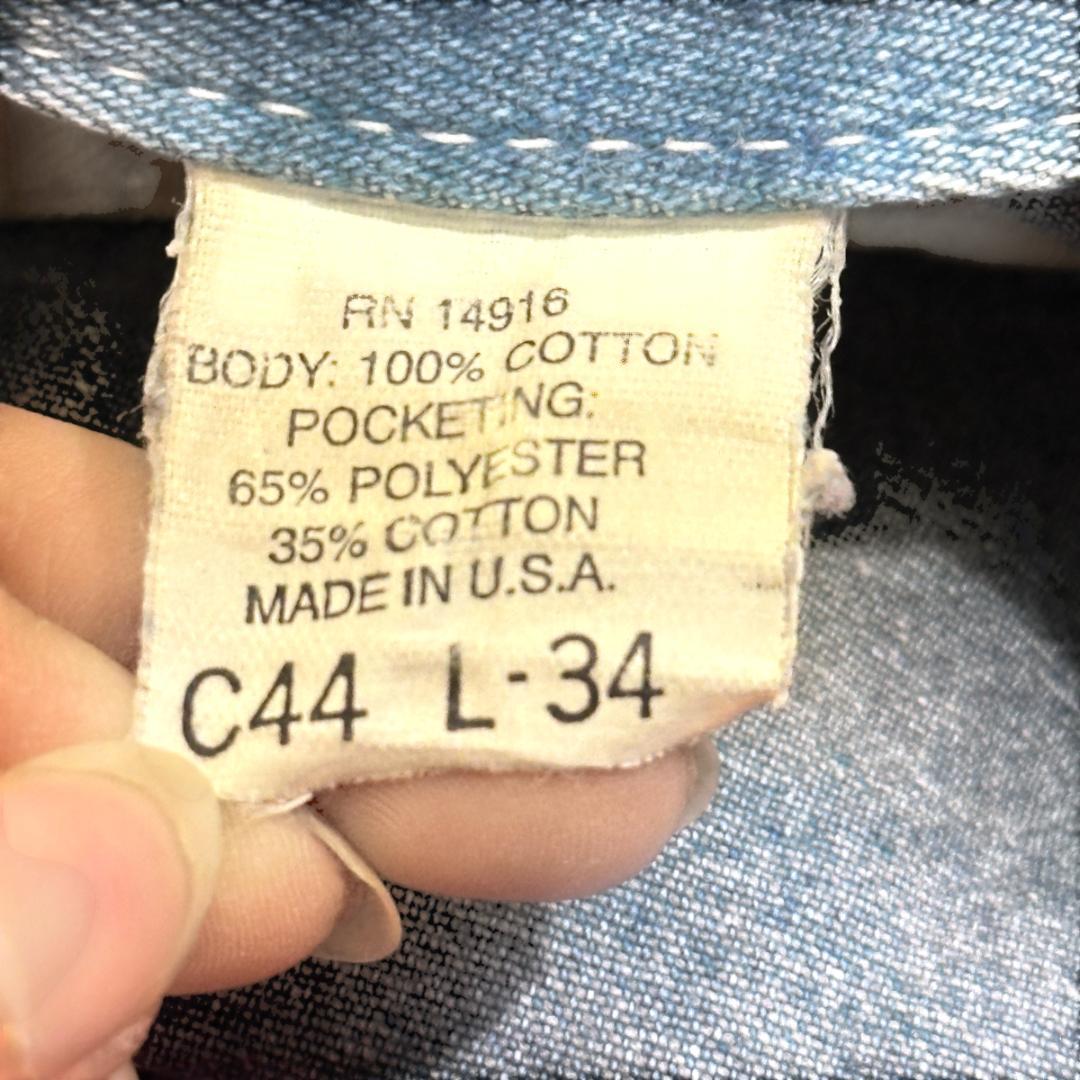 RN 14916
BODY: 100% COTTON
POCKETING:
65% POLYESTER
35% COTTON
MADE IN U.S.A.
C44 L-34